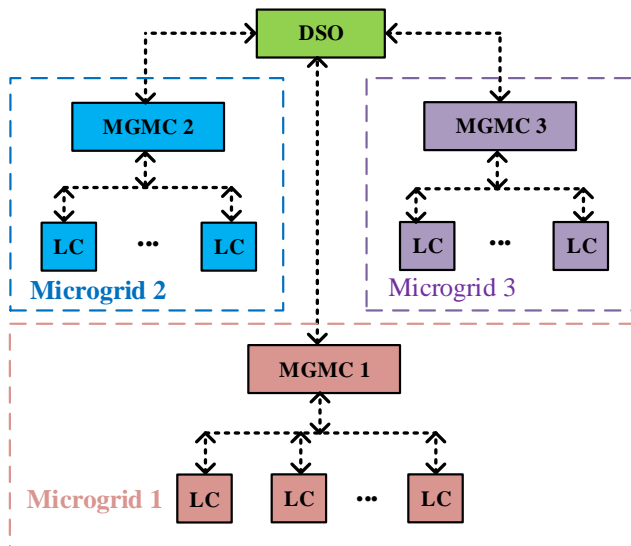 DSO
MGMC 2
MGMC 3
LC ... LC
LC ... LC
Microgrid 2
Microgrid 3
MGMC 1
LC LC ... LC
Microgrid 1